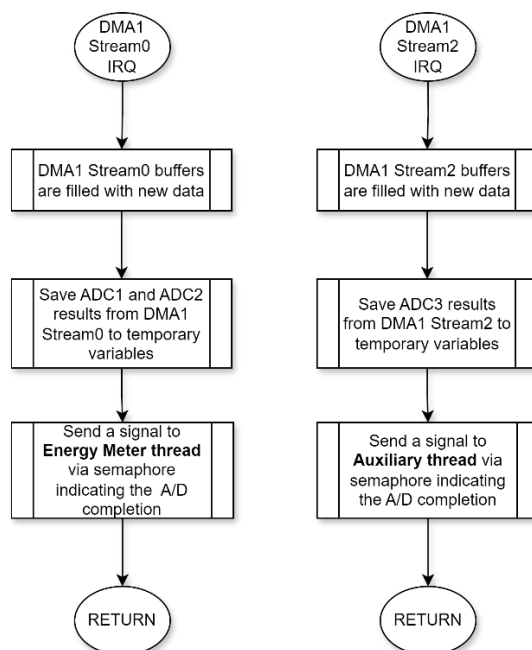 DMA1
Stream0
IRQ
DMA1 Stream0 buffers
are filled with new data
Save ADC1 and ADC2
results from DMA1
Stream0 to temporary
variables
Send a signal to
Energy Meter thread
via semaphore
indicating the A/D
completion
RETURN
DMA1
Stream2
IRQ
DMA1 Stream2 buffers
are filled with new data
Save ADC3 results
from DMA1 Stream2 to
temporary variables
Send a signal to
Auxiliary thread via
semaphore indicating
the A/D completion
RETURN